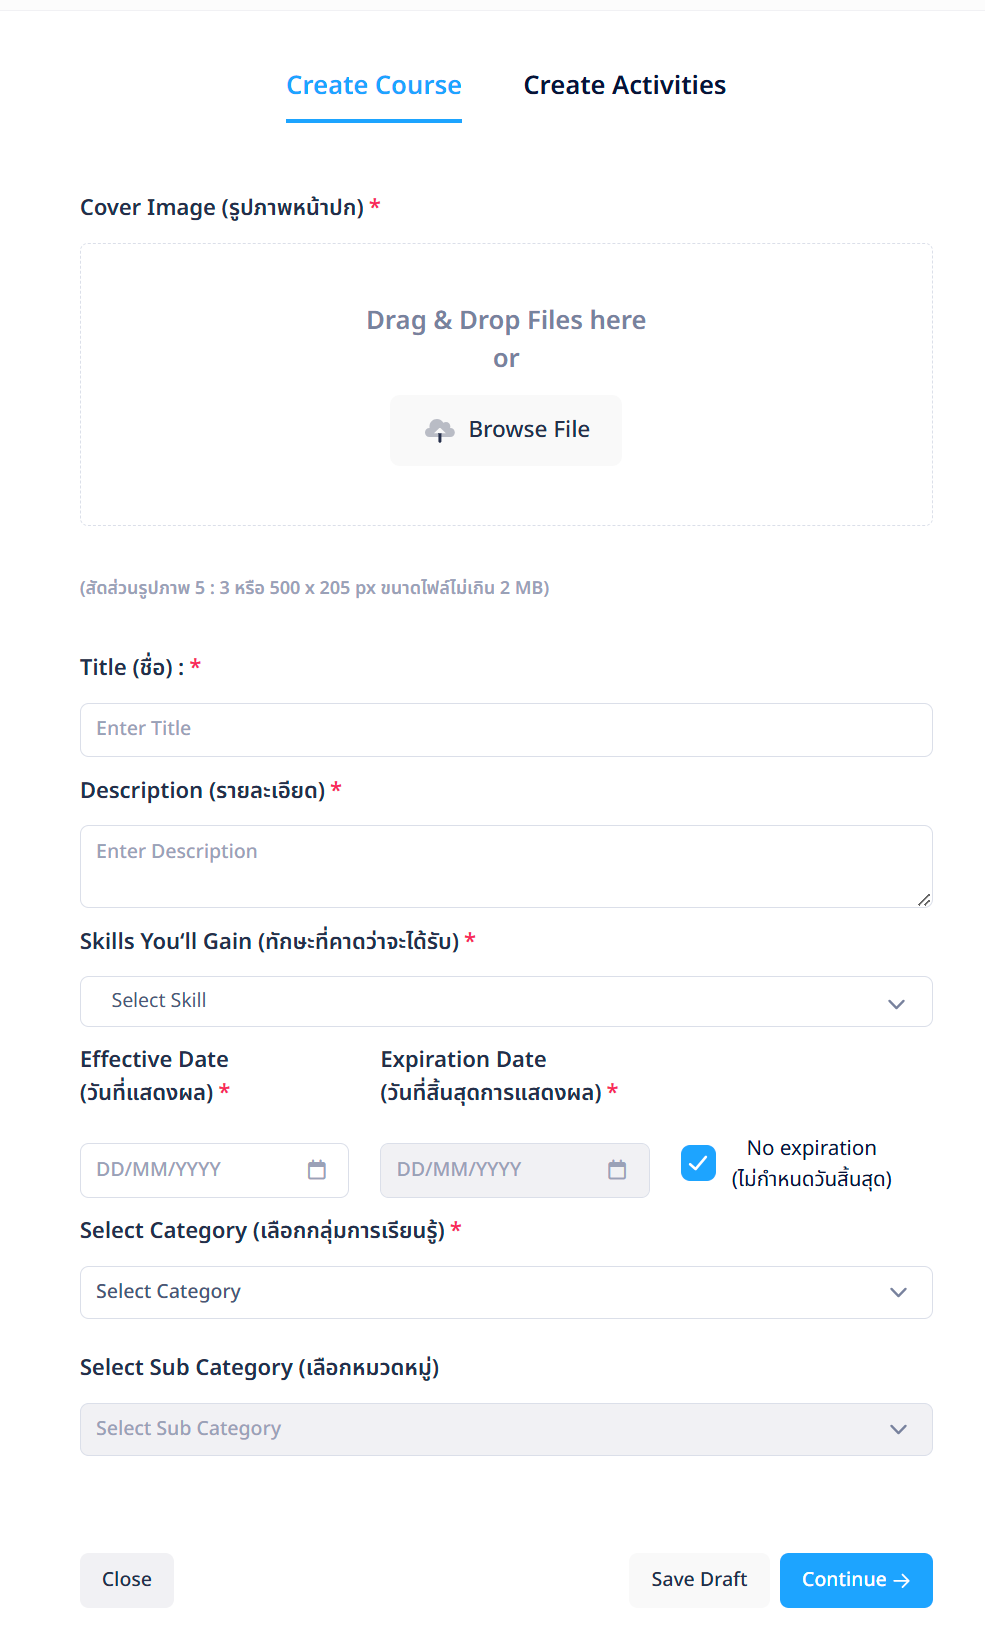 Create Course
Create Activities
Cover Image (รูปภาพหน้าปก) *
Drag & Drop Files here
or
Browse File
(สัดส่วนรูปภาพ 5 : 3 หรือ 500 x 205 px ขนาดไฟล์ไม่เกิน 2 MB)
Title (ชื่อ) : *
Enter Title
Description (รายละเอียด) *
Enter Description
Skills You‘ll Gain (ทักษะที่คาดว่าจะได้รับ) *
Select Skill
Effective Date
(วันที่แสดงผล) *
Expiration Date
(วันที่สิ้นสุดการแสดงผล) *
DD/MM/YYYY
DD/MM/YYYY
No expiration
(ไม่กำหนดวันสิ้นสุด)
Select Category (เลือกกลุ่มการเรียนรู้) *
Select Category
Select Sub Category (เลือกหมวดหมู่)
Select Sub Category
Close
Save Draft
Continue →